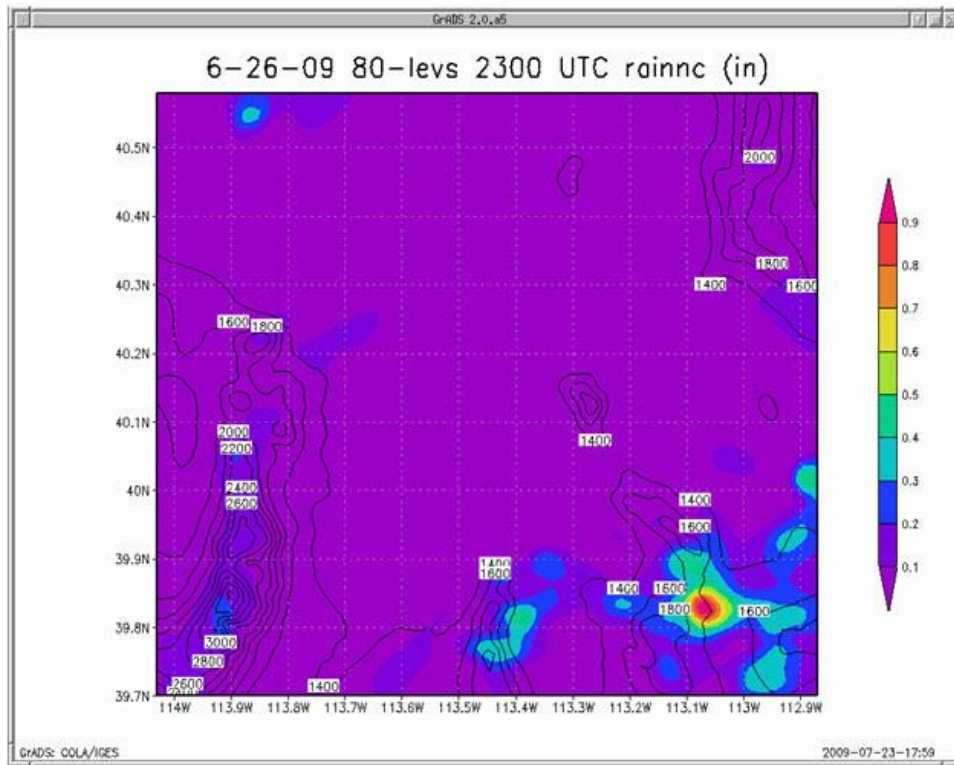 GrADS 2.0.a5
6-26-09 80-levs 2300 UTC rainnc (in)
40.5N
40.4N
40.3N
40.2N
40.1N
40N
39.9N
39.8N
39.7N
2000
1800
1400
1600
1600
1800
2000
2200
2400
2600
3000
2800
2600
1400
1400
1400
1600
1400
1600
1400
1600
1800
1600
114W
113.9W
113.8W
113.7W
113.6W
113.5W
113.4W
113.3W
113.2W
113.1W
113W
112.9W
0.9
0.8
0.7
0.6
0.5
0.4
0.3
0.2
0.1
GrADS: COLA/IGES
2009-07-23-17:59